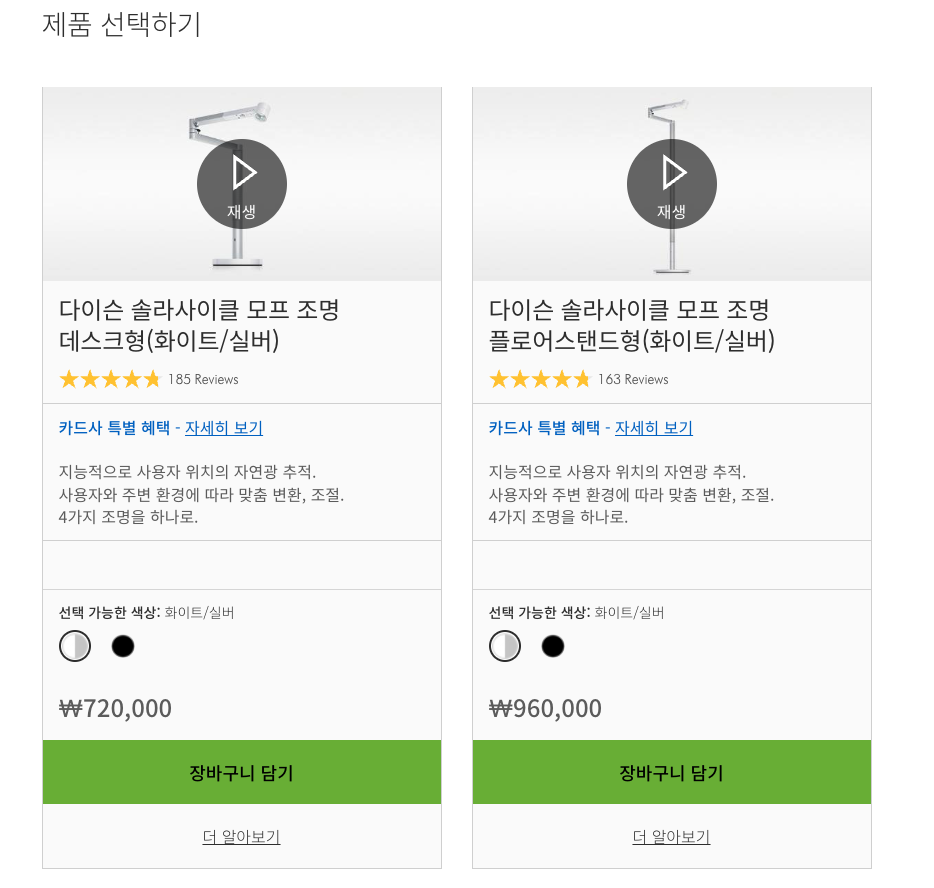 제품 선택하기
재생
다이슨 솔라사이클 모프 조명
데스크형(화이트/실버)
185 Reviews
카드사 특별 혜택 - 자세히 보기
지능적으로 사용자 위치의 자연광 추적.
사용자와 주변 환경에 따라 맞춤 변환, 조절.
4가지 조명을 하나로.
선택 가능한 색상: 화이트/실버
₩720,000
장바구니 담기
더 알아보기
재생
다이슨 솔라사이클 모프 조명
플로어스탠드형(화이트/실버)
163 Reviews
카드사 특별 혜택 - 자세히 보기
지능적으로 사용자 위치의 자연광 추적.
사용자와 주변 환경에 따라 맞춤 변환, 조절.
4가지 조명을 하나로.
선택 가능한 색상: 화이트/실버
₩960,000
장바구니 담기
더 알아보기